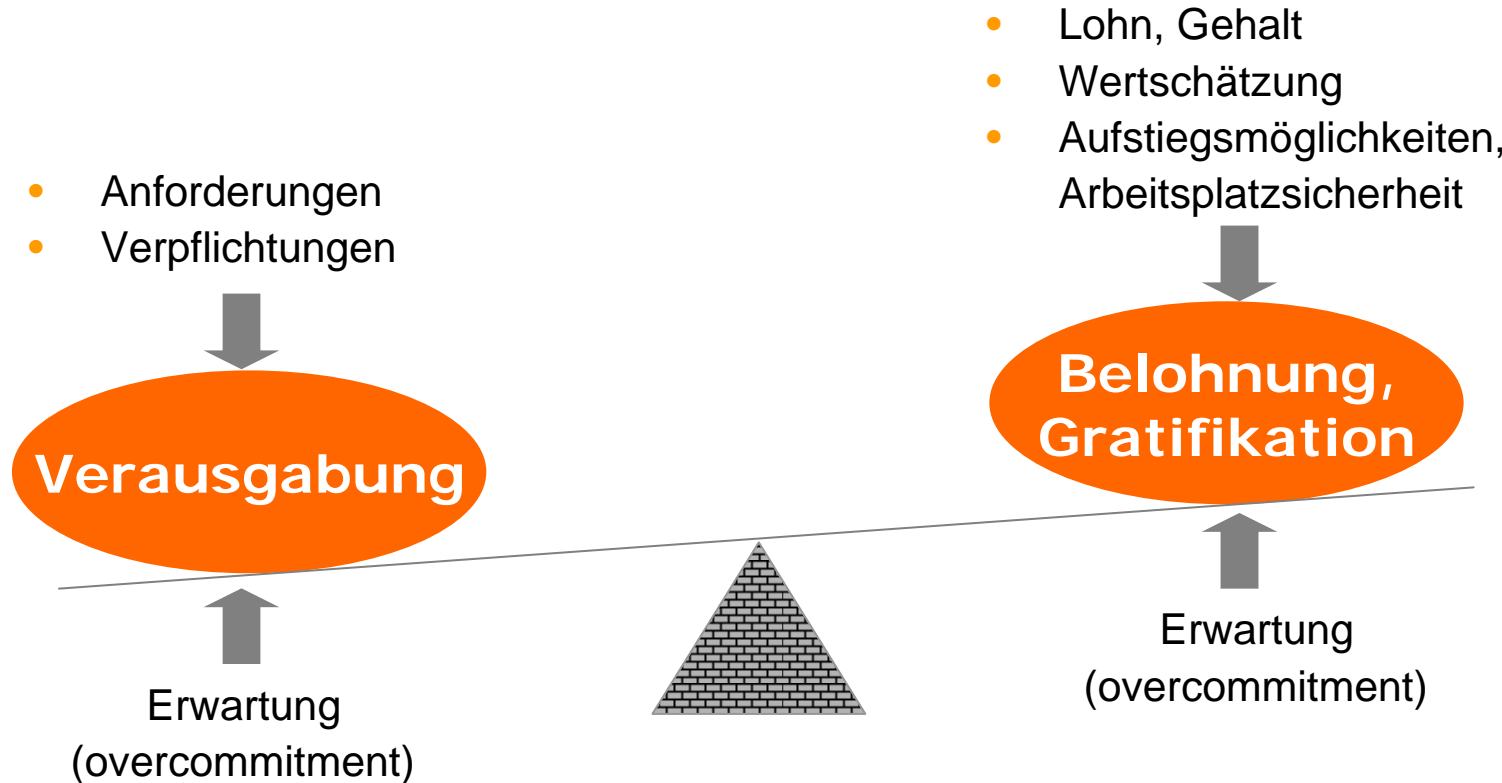 • Anforderungen
• Verpflichtungen
Verausgabung
Erwartung
(overcommitment)
• Lohn, Gehalt
• Wertschätzung
• Aufstiegsmöglichkeiten,
Arbeitsplatzsicherheit
Belohnung,
Gratifikation
Erwartung
(overcommitment)